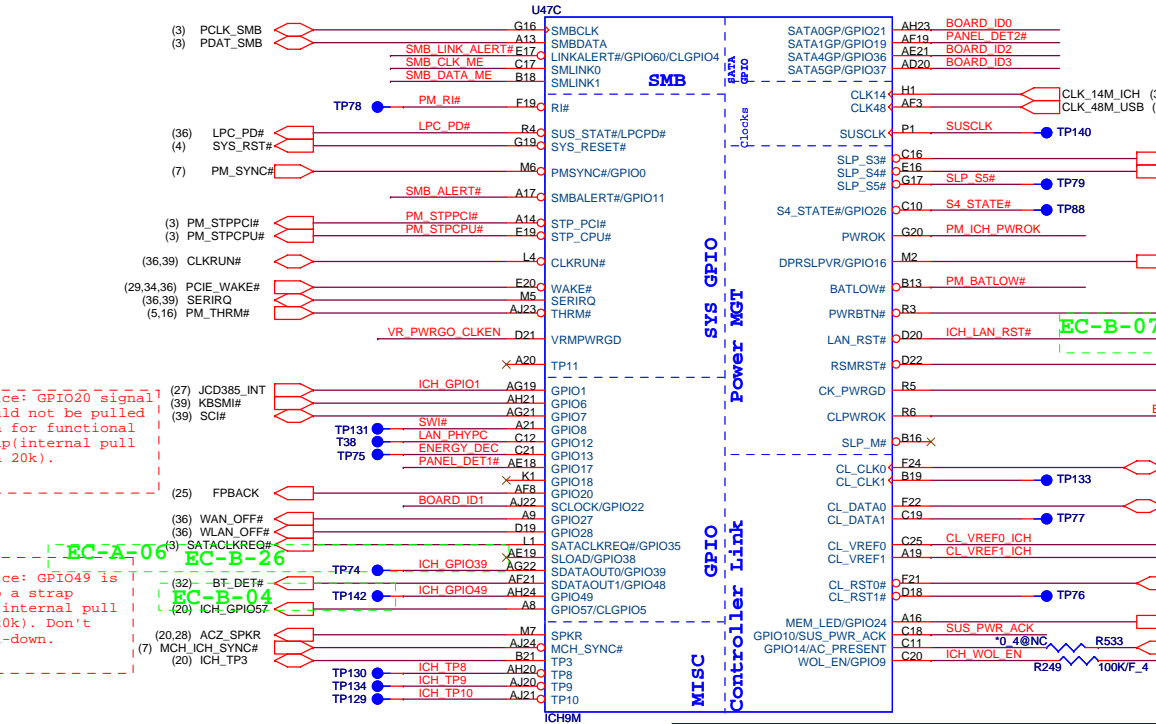 U47C
(3) PCLK_SMB G16 SMBCLK
(3) PDAT_SMB A13 SMBDATA
SMB_LINK_ALERT# E17 LINKALERT#/GPIO60/CLGPIO4
SMB_CLK_ME C17 SMLINK0
SMB_DATA_ME B18 SMLINK1
SMB
TP78 PM_RI# F19 RI#
(36) LPC_PD# LPC_PD# R4 SUS_STAT#/LPCPD#
(4) SYS_RST# G19 SYS_RESET#
(7) PM_SYNC# M6 PMSYNC#/GPIO0
SMB_ALERT# A17 SMBALERT#/GPIO11
(3) PM_STPPCI# PM_STPPCI# A14 STP_PCI#
(3) PM_STPCPU# PM_STPCPU# E19 STP_CPU#
(36,39) CLKRUN# L4 CLKRUN#
(29,34,36) PCIE_WAKE# E20 WAKE#
(36,39) SERIRQ M5 SERIRQ
(5,16) PM_THRM# AJ23 THRM#
VR_PWRGO_CLKEN D21 VRMPWRGD
A20 TP11
SYS GPIO
(27) JCD385_INT ICH_GPIO1 AG19 GPIO1
(39) KBSMI# AH21 GPIO6
(39) SCI# AG21 GPIO7
TP131 SWI# A21 GPIO8
T38 LAN_PHYPC C12 GPIO12
TP75 ENERGY_DEC C21 GPIO13
PANEL_DET1# AE18 GPIO17
K1 GPIO18
(25) FPBACK AF8 GPIO20
BOARD_ID1 AJ22 SCLOCK/GPIO22
(36) WAN_OFF# A9 GPIO27
(36) WLAN_OFF# D19 GPIO28
(3) SATACLKREQ# L1 SATACLKREQ#/GPIO35
AE19 SLOAD/GPIO38
TP74 ICH_GPIO39 AG22 SDATAOUT0/GPIO39
(32) BT_DET# AF21 SDATAOUT1/GPIO48
TP142 ICH_GPIO49 AH24 GPIO49
(20) ICH_GPIO57 A8 GPIO57/CLGPIO5
GPIO
(20,28) ACZ_SPKR M7 SPKR
(7) MCH_ICH_SYNC# AJ24 MCH_SYNC#
(20) ICH_TP3 B21 TP3
TP130 ICH_TP8 AH20 TP8
TP134 ICH_TP9 AJ20 TP9
TP129 ICH_TP10 AJ21 TP10
MISC
ICH9M
ce: GPIO20 signal
ld not be pulled
for functional
p(internal pull
20k).
EC-A-06
EC-B-26
EC-B-04
ce: GPIO49 is
a strap
internal pull
0k). Don't
-down.
SATA0GP/GPIO21 AH23 BOARD_ID0
SATA1GP/GPIO19 AF19 PANEL_DET2#
SATA4GP/GPIO36 AE21 BOARD_ID2
SATA5GP/GPIO37 AD20 BOARD_ID3
SATA
GPIO
CLK14 H1 CLK_14M_ICH
CLK48 AF3 CLK_48M_USB
SUSCLK P1 SUSCLK TP140
Clocks
SLP_S3# C16
SLP_S4# E16
SLP_S5# G17 SLP_S5# TP79
S4_STATE#/GPIO26 C10 S4_STATE# TP88
PWROK G20 PM_ICH_PWROK
DPRSLPVR/GPIO16 M2
BATLOW# B13 PM_BATLOW#
PWRBTN# R3
LAN_RST# D20 ICH_LAN_RST#
EC-B-07
RSMRST# D22
CK_PWRGD R5
CLPWROK R6
SLP_M# B16
Power MGT
CL_CLK0 F24
CL_CLK1 B19 TP133
CL_DATA0 F22
CL_DATA1 C19 TP77
CL_VREF0 C25 CL_VREF0_ICH
CL_VREF1 A19 CL_VREF1_ICH
CL_RST0# F21
CL_RST1# D18 TP76
MEM_LED/GPIO24 A16
GPIO10/SUS_PWR_ACK C18 SUS_PWR_ACK
GPIO14/AC_PRESENT C11 *0_4@NC R533
WOL_EN/GPIO9 C20 ICH_WOL_EN R249 100K/F_4
Controller Link